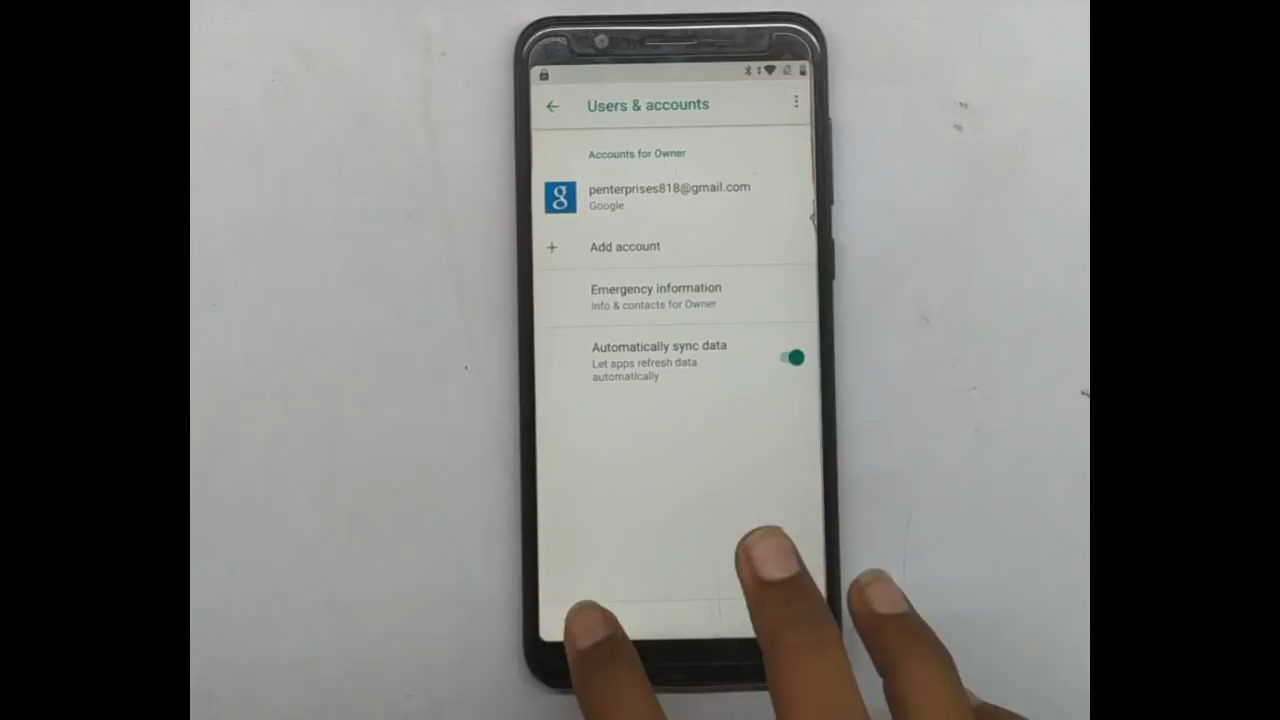 Users & accounts
Accounts for Owner
g
penterprises818@gmail.com
Google
Add account
Emergency information
Info & contacts for Owner
Automatically sync data
Let apps refresh data
automatically